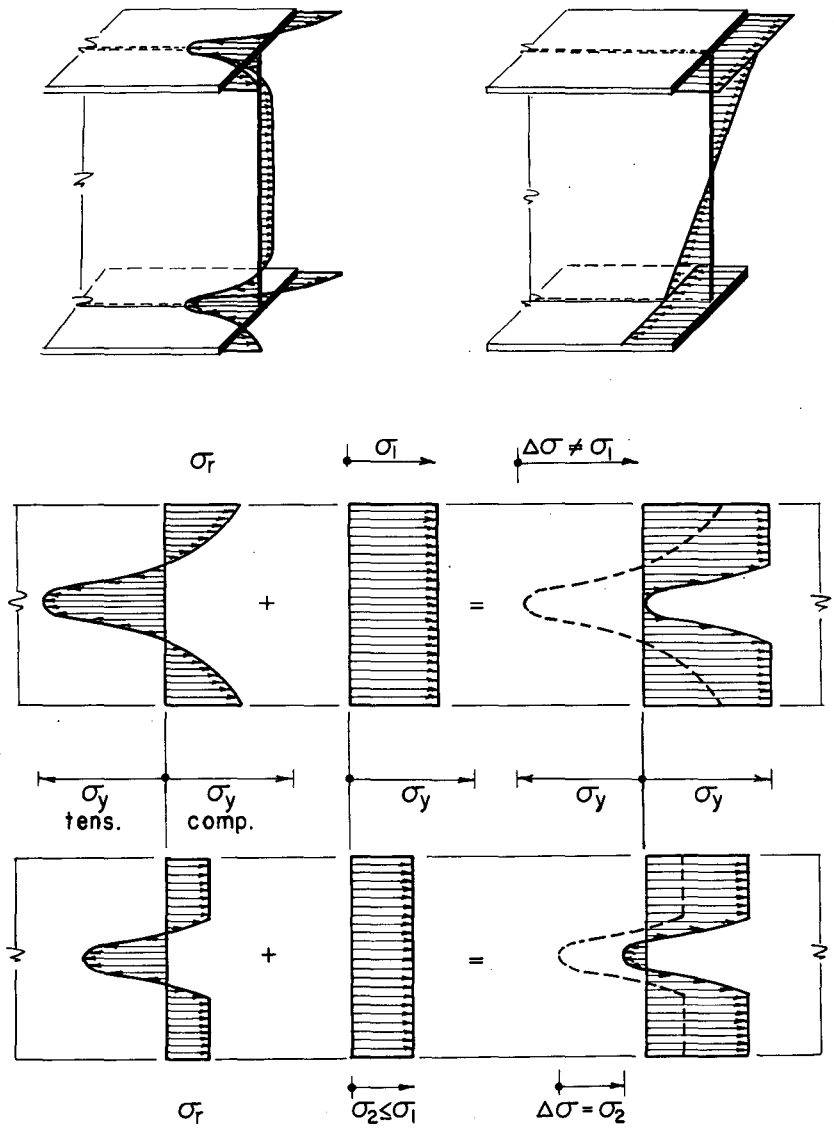 σr
σ1
Δσ ≠ σ1
+
=
σy
tens.
σy
comp.
σy
σy
σy
+
=
σr
σ2≤σ1
Δσ = σ2